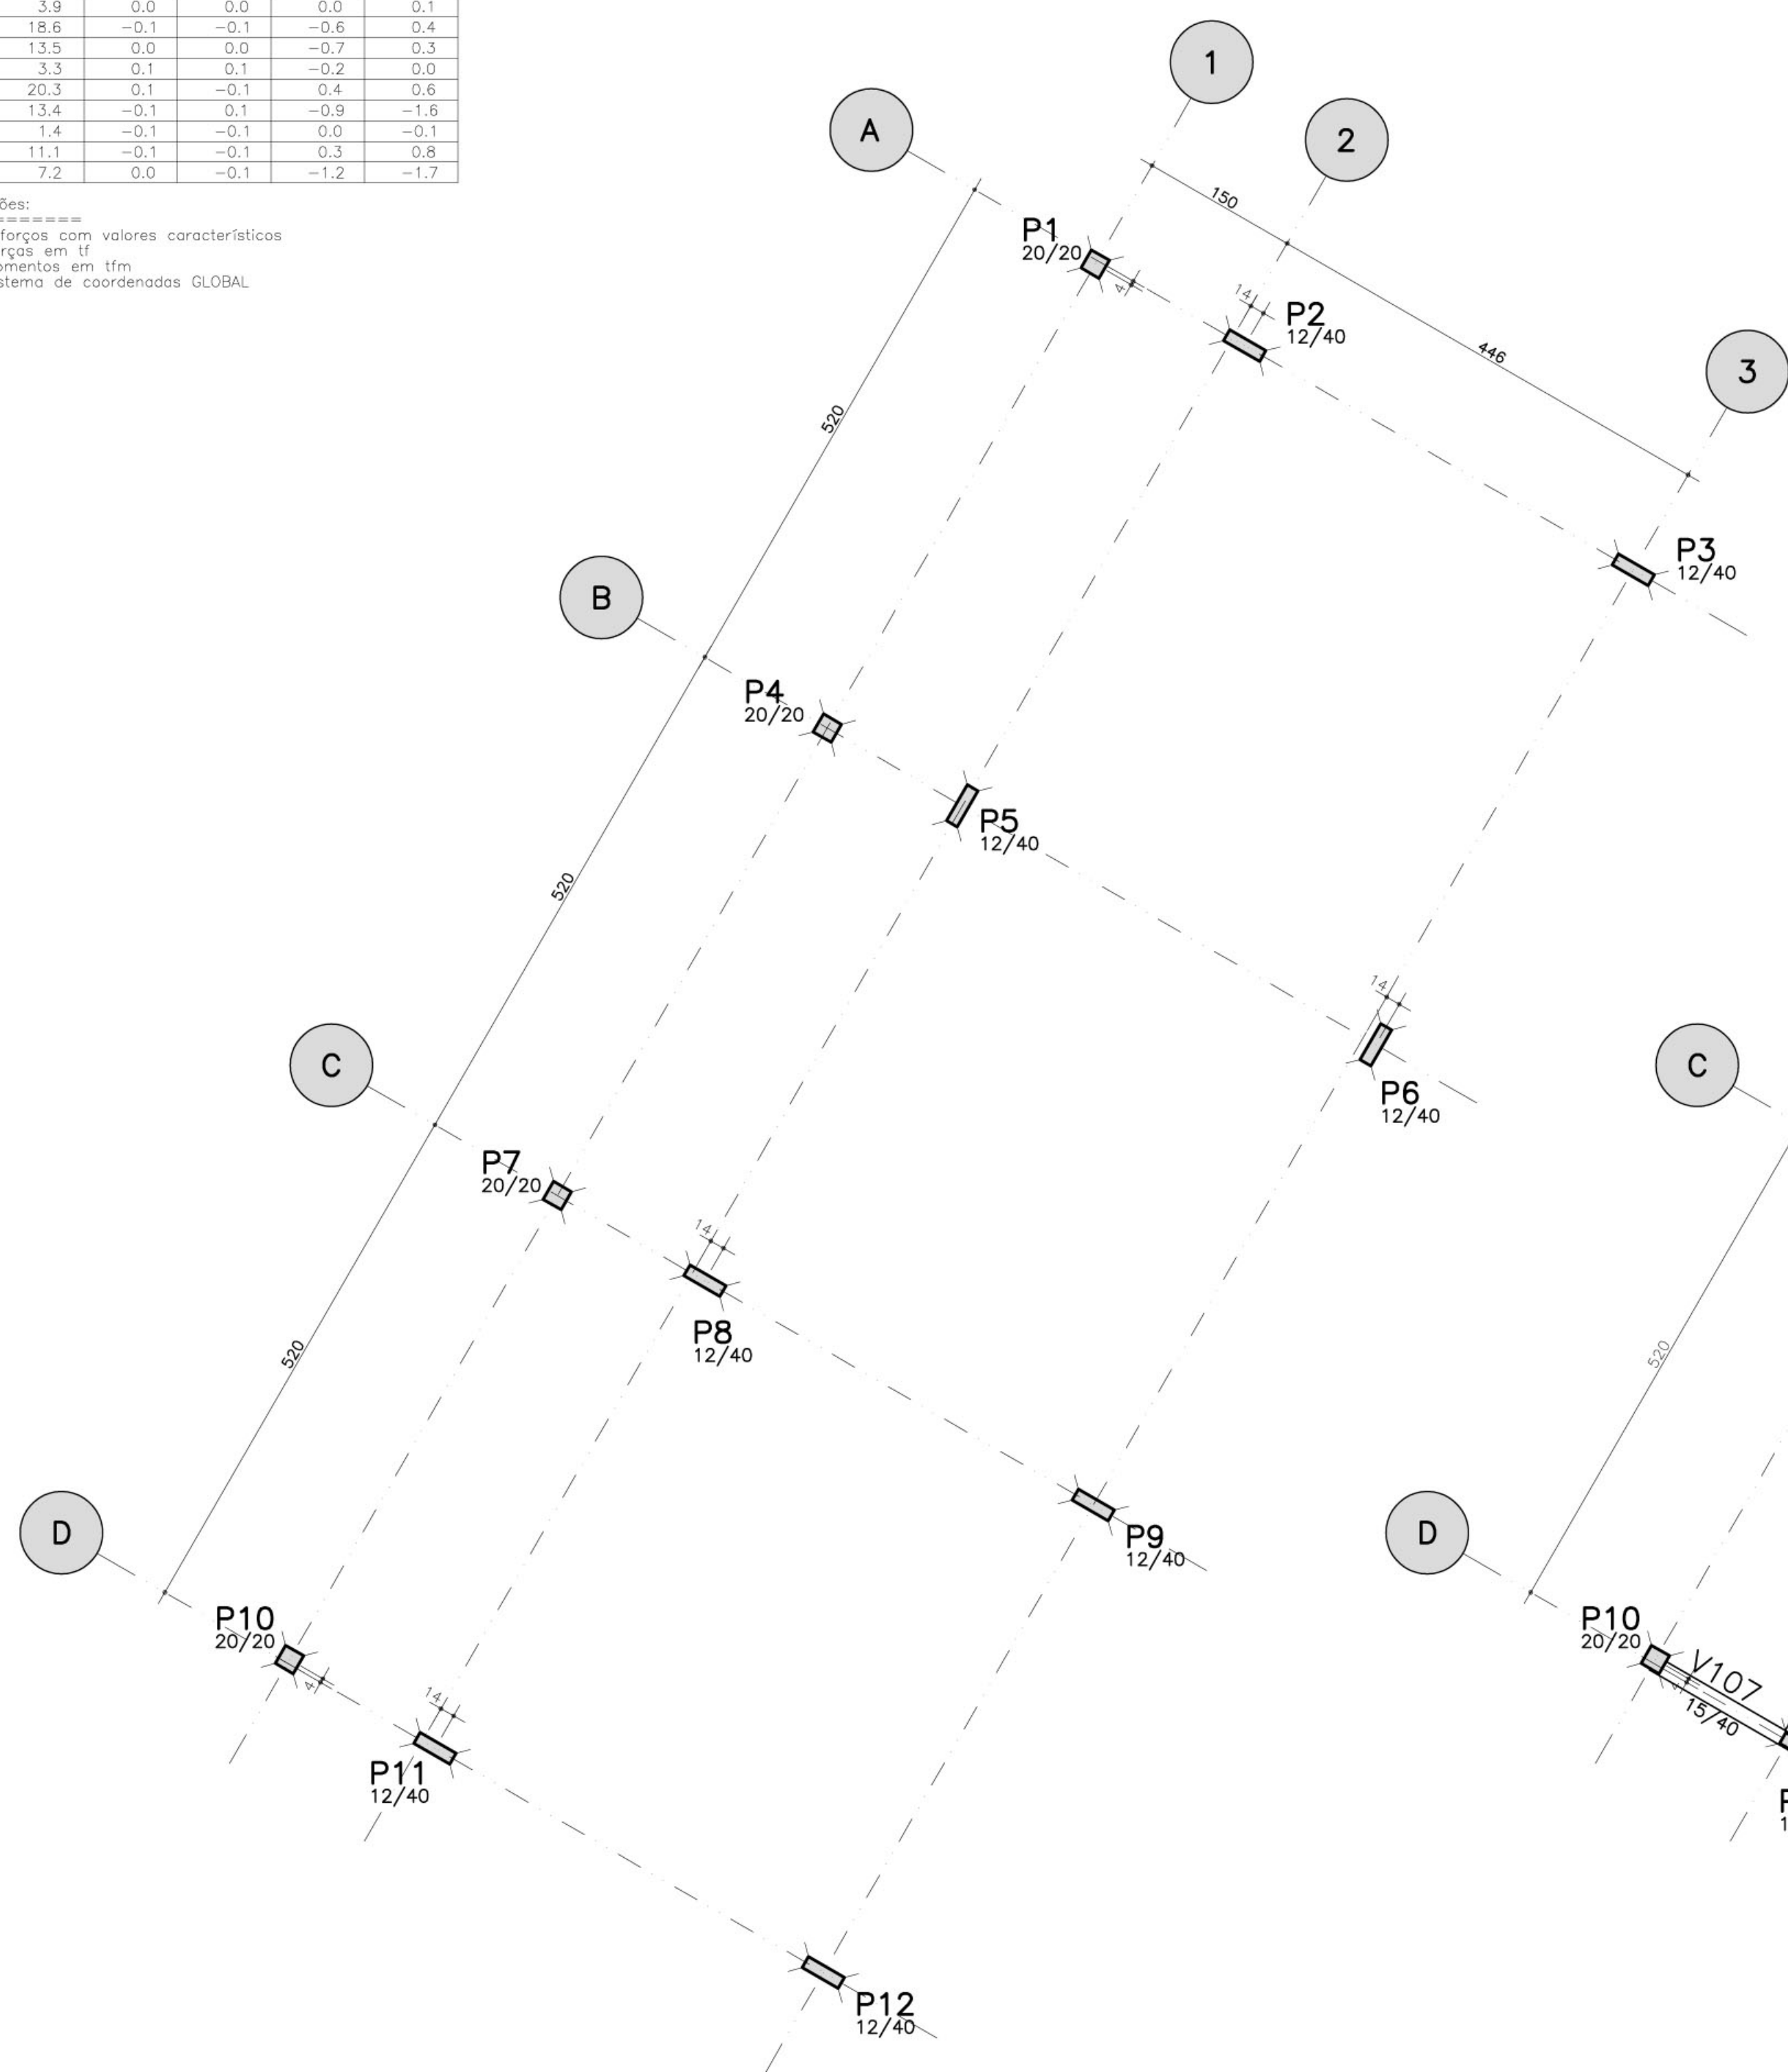 3.9 0.0 0.0 0.0 0.1
18.6 −0.1 −0.1 −0.6 0.4
13.5 0.0 0.0 −0.7 0.3
3.3 0.1 0.1 −0.2 0.0
20.3 0.1 −0.1 0.4 0.6
13.4 −0.1 0.1 −0.9 −1.6
1.4 −0.1 −0.1 0.0 −0.1
11.1 −0.1 −0.1 0.3 0.8
7.2 0.0 −0.1 −1.2 −1.7
ões:
=======
forços com valores característicos
rças em tf
omentos em tfm
stema de coordenadas GLOBAL
1
2
A
150
P1
20/20
4
14
P2
12/40
446
3
520
P3
12/40
B
P4
20/20
P5
12/40
520
14
P6
12/40
C
C
P7
20/20
14
P8
12/40
520
520
P9
12/40
D
D
P10
20/20
4
14
P11
12/40
P10
20/20
V107
4
15/40
P12
12/40